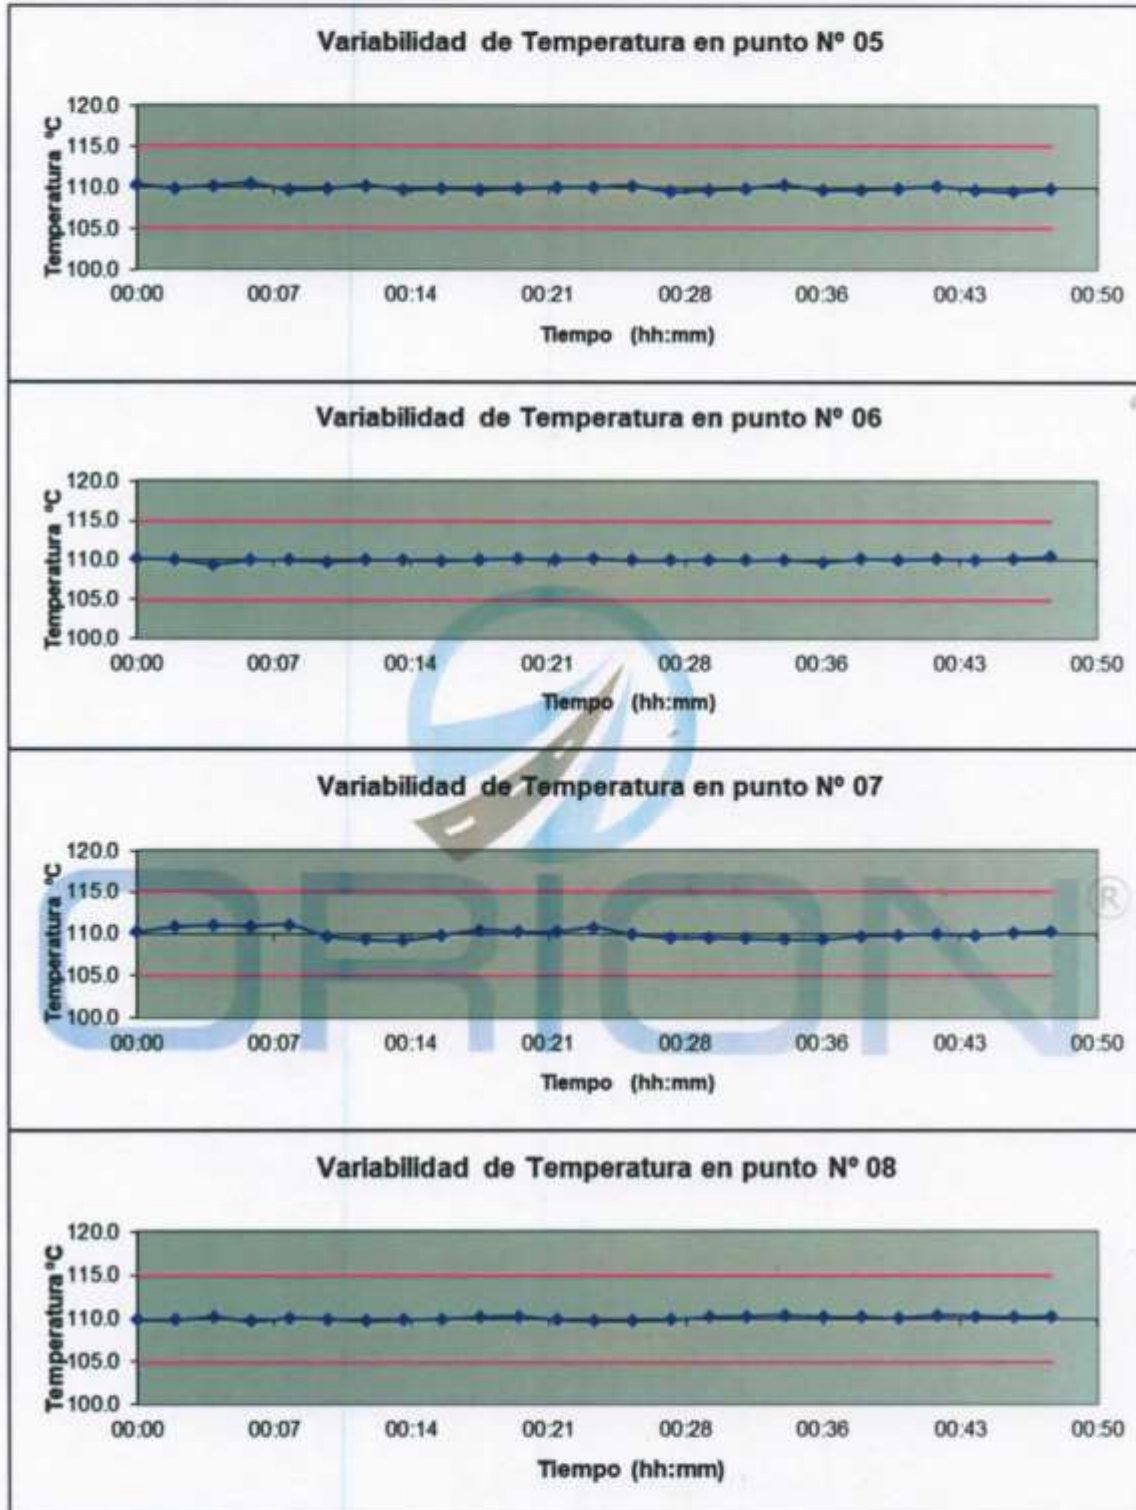 Variabilidad de Temperatura en punto Nº 05
Temperatura ºC
120.0
115.0
110.0
105.0
100.0
00:00 00:07 00:14 00:21 00:28 00:36 00:43 00:50
Tiempo (hh:mm)
Variabilidad de Temperatura en punto Nº 06
Temperatura ºC
120.0
115.0
110.0
105.0
100.0
00:00 00:07 00:14 00:21 00:28 00:36 00:43 00:50
Tiempo (hh:mm)
Variabilidad de Temperatura en punto Nº 07
Temperatura ºC
120.0
115.0
110.0
105.0
100.0
00:00 00:07 00:14 00:21 00:28 00:36 00:43 00:50
Tiempo (hh:mm)
ORION ®
Variabilidad de Temperatura en punto Nº 08
Temperatura ºC
120.0
115.0
110.0
105.0
100.0
00:00 00:07 00:14 00:21 00:28 00:36 00:43 00:50
Tiempo (hh:mm)